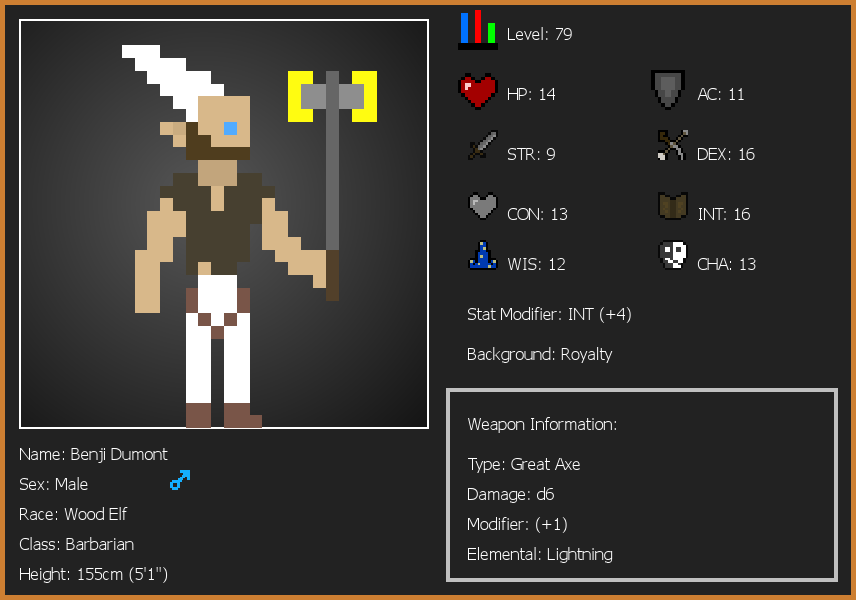 Level: 79
HP: 14
AC: 11
STR: 9
DEX: 16
CON: 13
INT: 16
WIS: 12
CHA: 13
Stat Modifier: INT (+4)
Background: Royalty
Weapon Information:
Type: Great Axe
Damage: d6
Modifier: (+1)
Elemental: Lightning
Name: Benji Dumont
Sex: Male
Race: Wood Elf
Class: Barbarian
Height: 155cm (5'1")